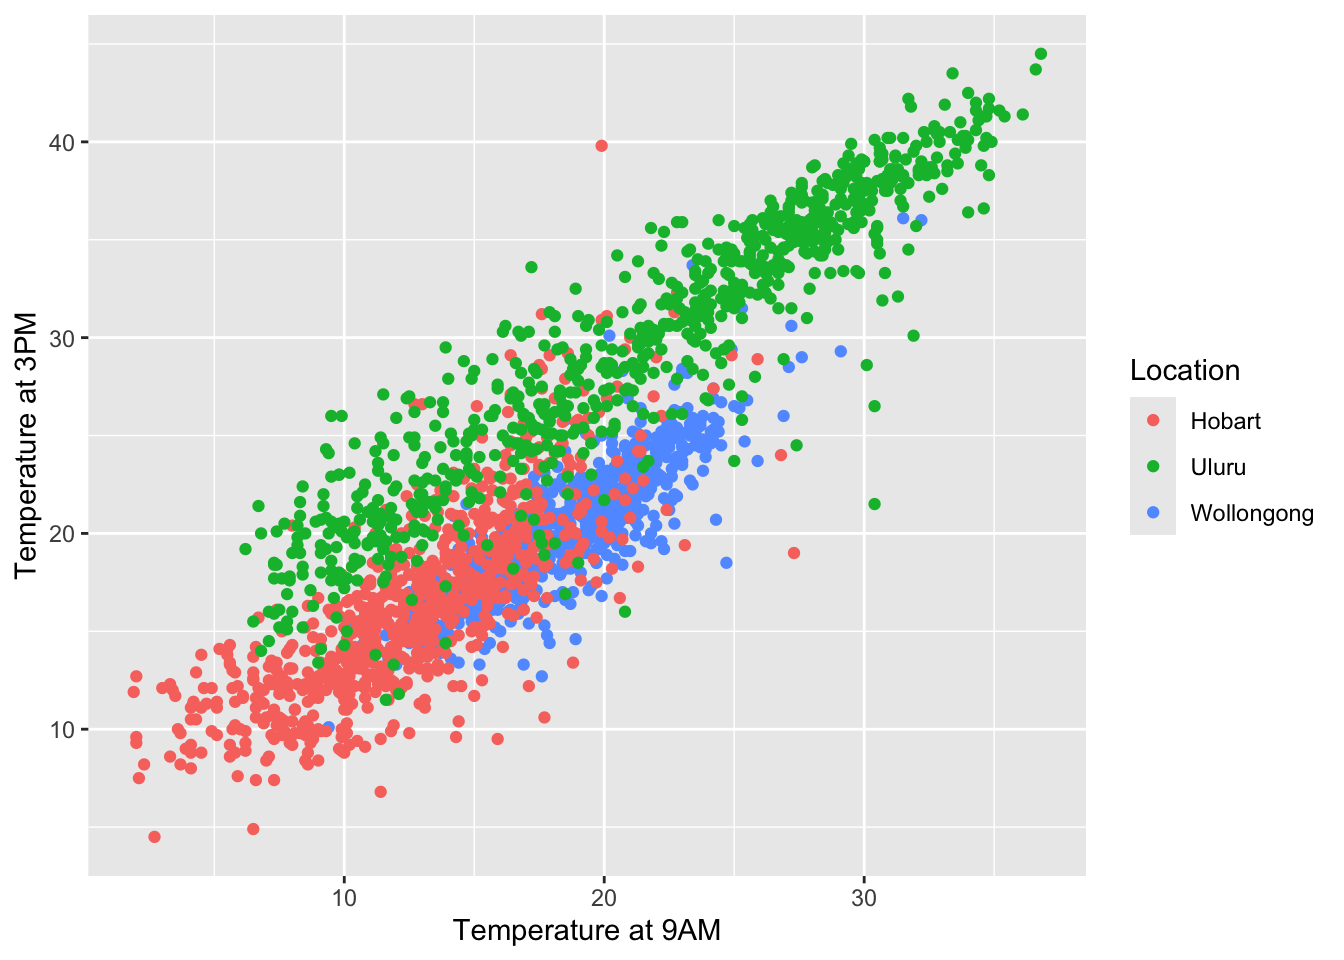 40
30
20
10
Temperature at 3PM
10 20 30
Temperature at 9AM
Location
Hobart
Uluru
Wollongong